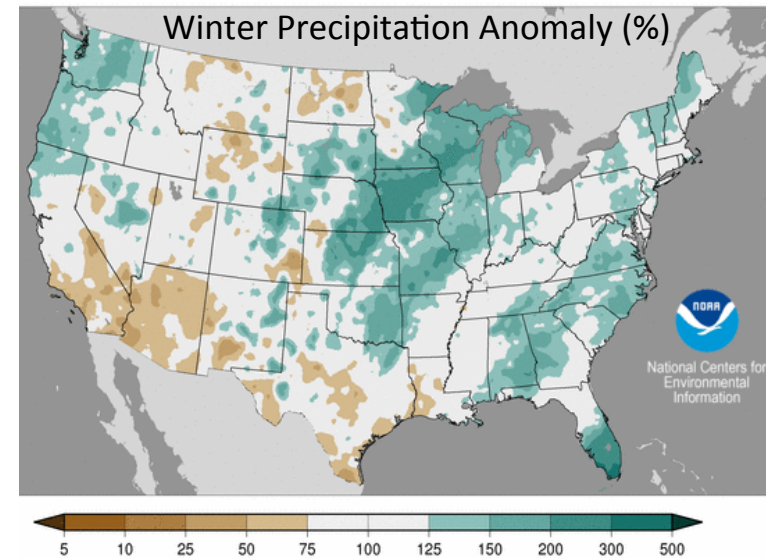 Winter Precipitation Anomaly (%)
NOAA
National Centers for
Environmental
Information
5 10 25 50 75 100 125 150 200 300 500